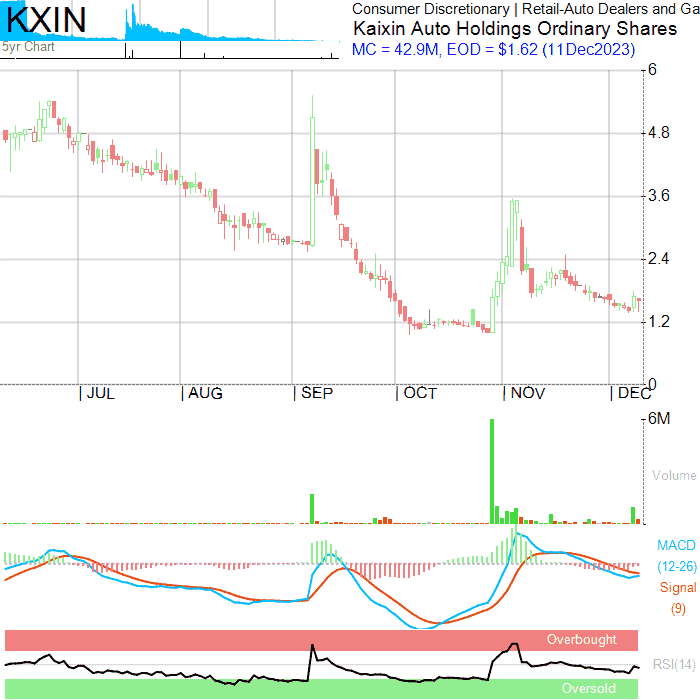 KXIN
5yr Chart
Consumer Discretionary | Retail-Auto Dealers and Ga
Kaixin Auto Holdings Ordinary Shares
MC = 42.9M, EOD = $1.62 (11Dec2023)
6
4.8
3.6
2.4
1.2
0
JUL AUG SEP OCT NOV DEC
6M
Volume
MACD
(12-26)
Signal
(9)
Overbought
RSI(14)
Oversold